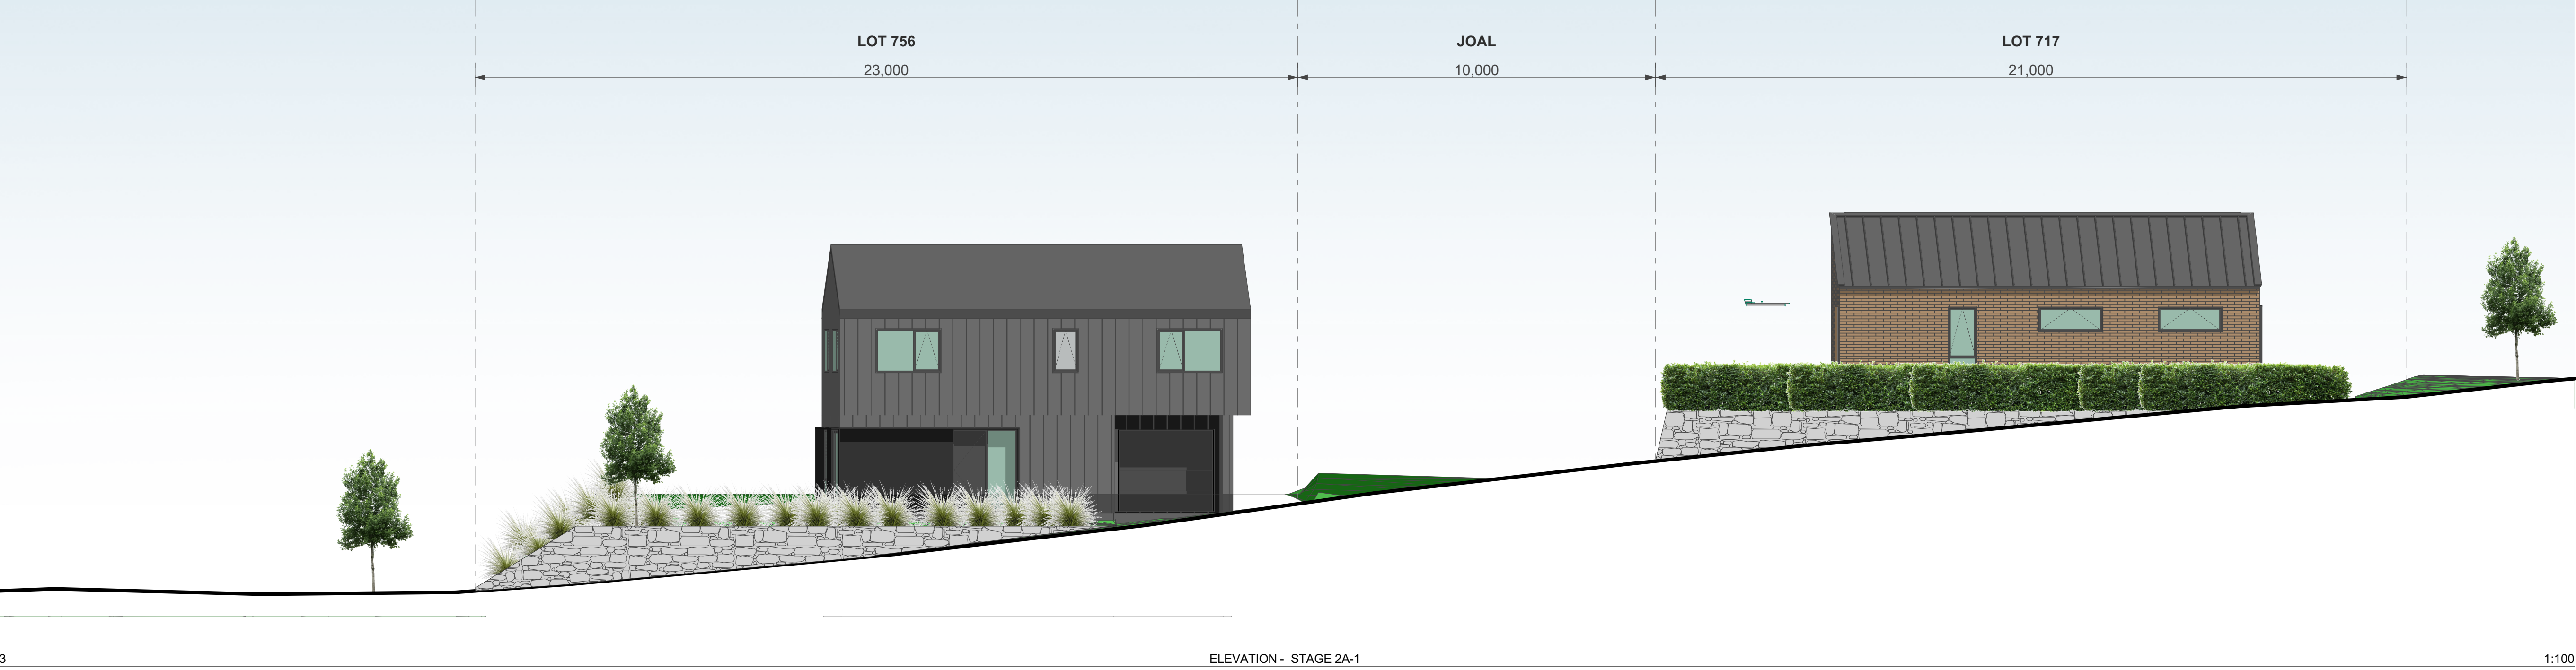 LOT 756
JOAL
LOT 717
23,000
10,000
21,000
3
ELEVATION - STAGE 2A-1
1:100